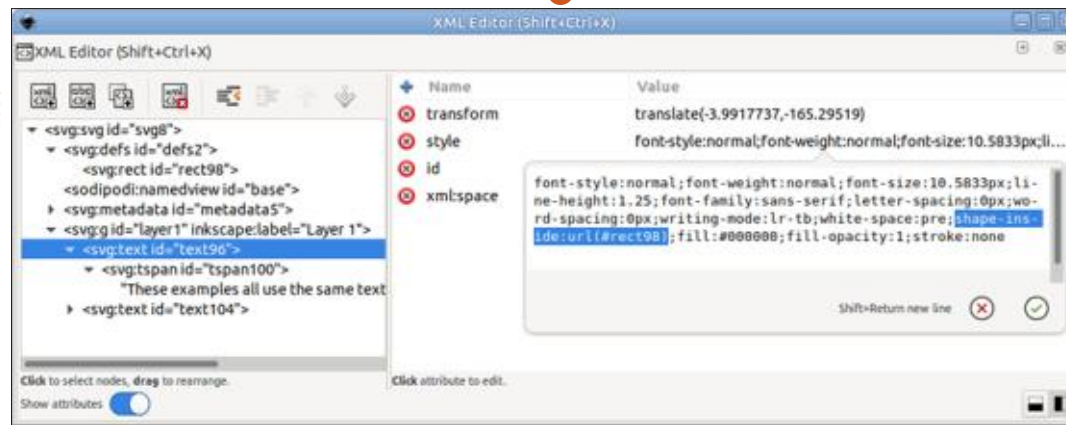 XML Editor (Shift+Ctrl+X)
XML Editor (Shift+Ctrl+X)
Name Value
transform translate(-3.9917737,-165.29519)
style font-style:normal;font-weight:normal;font-size:10.5833px;li...
id
xml:space
<svg:svg id="svg8">
<svg:defs id="defs2">
<svg:rect id="rect98">
<sodipodi:namedview id="base">
<svg:metadata id="metadata5">
<svg:g id="layer1" inkscape:label="Layer 1">
<svg:text id="text96">
<svg:tspan id="tspan100">
"These examples all use the same text
<svg:text id="text104">
font-style:normal;font-weight:normal;font-size:10.5833px;li-
ne-height:1.25;font-family:sans-serif;letter-spacing:0px;wo-
rd-spacing:0px;writing-mode:lr-tb;white-space:pre;shape-ins-
ide:url(#rect98);fill:#000000;fill-opacity:1;stroke:none
Shift+Return new line
Click to select nodes, drag to rearrange.
Click attribute to edit.
Show attributes